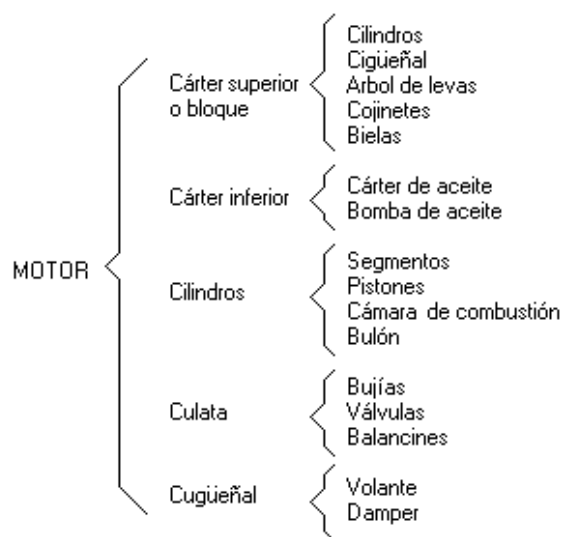 MOTOR
Cárter superior
o bloque
Cilindros
Cigüeñal
Arbol de levas
Cojinetes
Bielas
Cárter inferior
Cárter de aceite
Bomba de aceite
Cilindros
Segmentos
Pistones
Cámara de combustión
Bulón
Culata
Bujías
Válvulas
Balancines
Cugüeñal
Volante
Damper